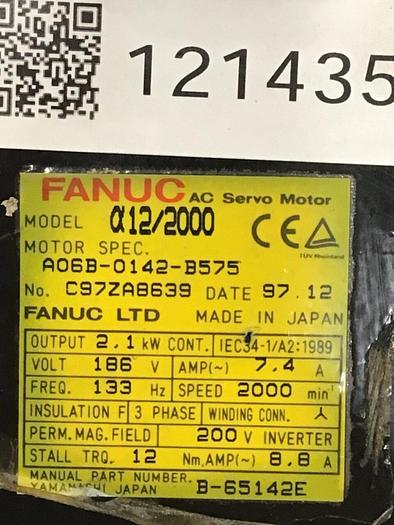 121435
FANUC AC Servo Motor
MODEL α12/2000
MOTOR SPEC.
A06B-0142-B575
TÜV Rheinland
No. C97ZA8639 DATE 97.12
FANUC LTD MADE IN JAPAN
OUTPUT 2.1 kW CONT. IEC34-1/A2:1989
VOLT 186 V AMP(~) 7.4 A
FREQ. 133 Hz SPEED 2000 min⁻¹
INSULATION F 3 PHASE WINDING CONN. 人
PERM.MAG.FIELD 200 V INVERTER
STALL TRQ. 12 Nm,AMP(~) 8.8 A
MANUAL PART NUMBER. B-65142E
YAMANASHI JAPAN